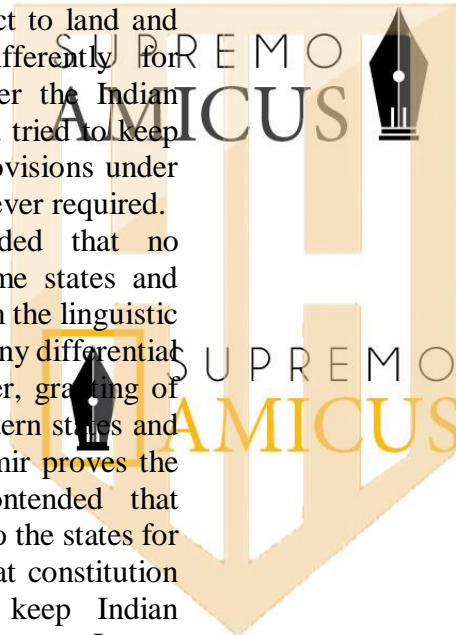 ct to land and
ifferently for
er the Indian
tried to keep
ovisions under
ever required.
ded that no
me states and
n the linguistic
ny differential
er, granting of
ern states and
mir proves the
ontended that
o the states for
at constitution
keep Indian
SUPREMO
AMICUS
SUPREMO
AMICUS